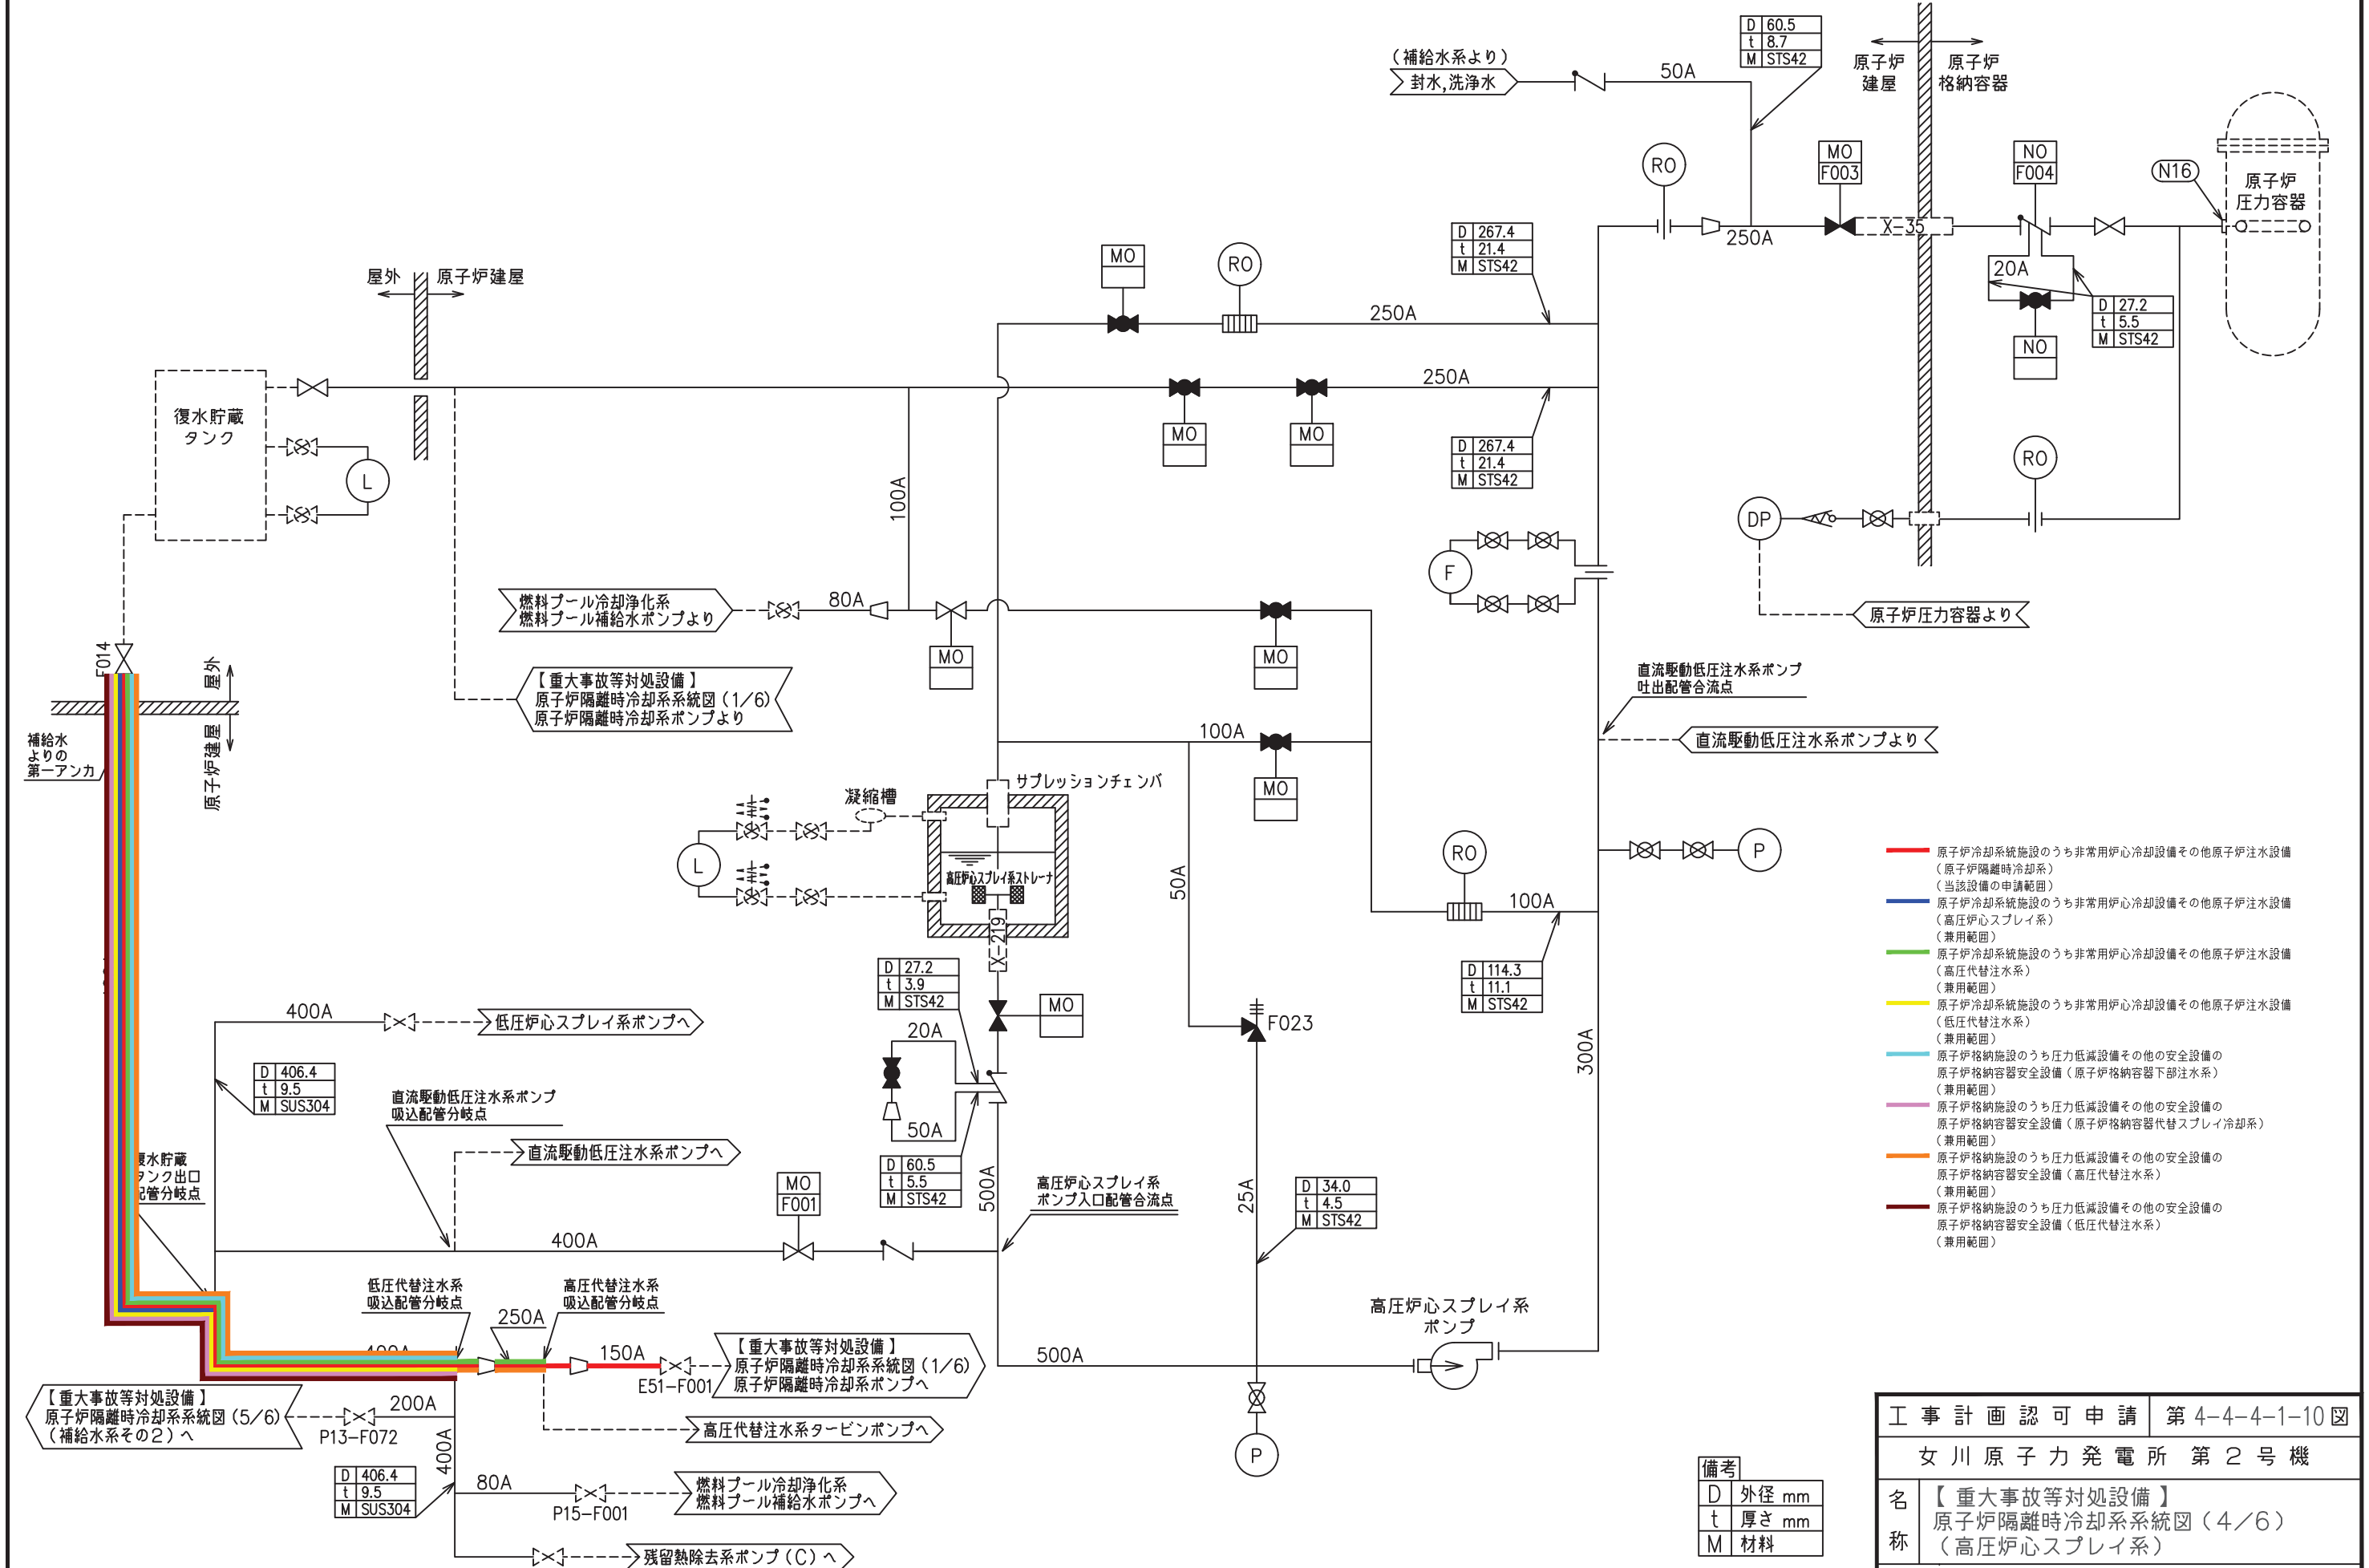 (補給水系より)
封水,洗浄水
50A
D 60.5
t 8.7
M STS42
原子炉
建屋
原子炉
格納容器
RO
MO
F003
NO
F004
N16
原子炉
圧力容器
250A
X-35
20A
NO
D 27.2
t 5.5
M STS42
D 267.4
t 21.4
M STS42
MO
RO
250A
屋外
原子炉建屋
復水貯蔵
タンク
L
250A
MO
MO
D 267.4
t 21.4
M STS42
100A
RO
DP
F
原子炉圧力容器より
燃料プール冷却浄化系
燃料プール補給水ポンプより
80A
MO
MO
F014
屋外
原子炉建屋
【重大事故等対処設備】
原子炉隔離時冷却系系統図(1/6)
原子炉隔離時冷却系ポンプより
直流駆動低圧注水系ポンプ
吐出配管合流点
直流駆動低圧注水系ポンプより
補給水
よりの
第一アンカ
100A
MO
サプレッションチェンバ
凝縮槽
L
高圧炉心スプレイ系ストレーナ
X-219
50A
RO
100A
P
D 114.3
t 11.1
M STS42
D 27.2
t 3.9
M STS42
MO
F023
300A
400A
低圧炉心スプレイ系ポンプへ
20A
50A
D 406.4
t 9.5
M SUS304
直流駆動低圧注水系ポンプ
吸込配管分岐点
直流駆動低圧注水系ポンプへ
D 60.5
t 5.5
M STS42
500A
高圧炉心スプレイ系
ポンプ入口配管合流点
25A
D 34.0
t 4.5
M STS42
水貯蔵
タンク出口
配管分岐点
MO
F001
400A
低圧代替注水系
吸込配管分岐点
高圧代替注水系
吸込配管分岐点
250A
150A
E51-F001
【重大事故等対処設備】
原子炉隔離時冷却系系統図(1/6)
原子炉隔離時冷却系ポンプへ
500A
高圧炉心スプレイ系
ポンプ
【重大事故等対処設備】
原子炉隔離時冷却系系統図(5/6)
(補給水系その2)へ
200A
P13-F072
高圧代替注水系タービンポンプへ
P
400A
D 406.4
t 9.5
M SUS304
80A
P15-F001
燃料プール冷却浄化系
燃料プール補給水ポンプへ
残留熱除去系ポンプ(C)へ
原子炉冷却系統施設のうち非常用炉心冷却設備その他原子炉注水設備
(原子炉隔離時冷却系)
(当該設備の申請範囲)
原子炉冷却系統施設のうち非常用炉心冷却設備その他原子炉注水設備
(高圧炉心スプレイ系)
(兼用範囲)
原子炉冷却系統施設のうち非常用炉心冷却設備その他原子炉注水設備
(高圧代替注水系)
(兼用範囲)
原子炉冷却系統施設のうち非常用炉心冷却設備その他原子炉注水設備
(低圧代替注水系)
(兼用範囲)
原子炉格納施設のうち圧力低減設備その他の安全設備の
原子炉格納容器安全設備(原子炉格納容器下部注水系)
(兼用範囲)
原子炉格納施設のうち圧力低減設備その他の安全設備の
原子炉格納容器安全設備(原子炉格納容器代替スプレイ冷却系)
(兼用範囲)
原子炉格納施設のうち圧力低減設備その他の安全設備の
原子炉格納容器安全設備(高圧代替注水系)
(兼用範囲)
原子炉格納施設のうち圧力低減設備その他の安全設備の
原子炉格納容器安全設備(低圧代替注水系)
(兼用範囲)
備考
D 外径 mm
t 厚さ mm
M 材料
工事計画認可申請 第4-4-4-1-10図
女川原子力発電所 第2号機
名称
【重大事故等対処設備】
原子炉隔離時冷却系系統図(4/6)
(高圧炉心スプレイ系)